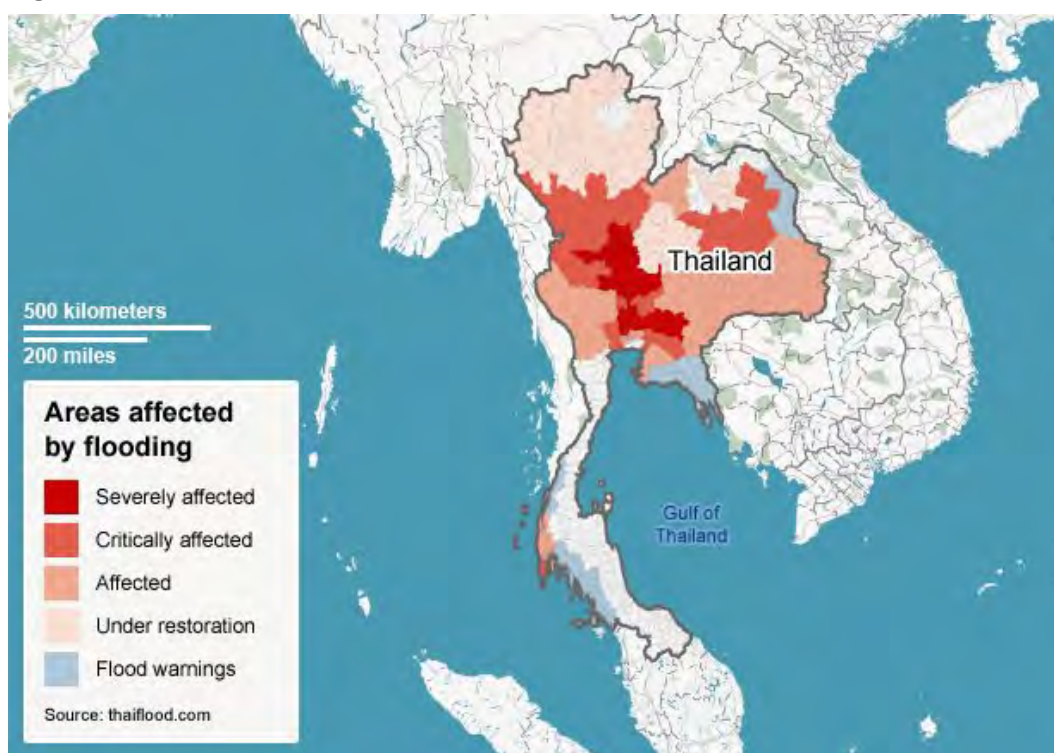 Thailand
500 kilometers
200 miles
Gulf of
Thailand
Areas affected
by flooding
Severely affected
Critically affected
Affected
Under restoration
Flood warnings
Source: thaiflood.com